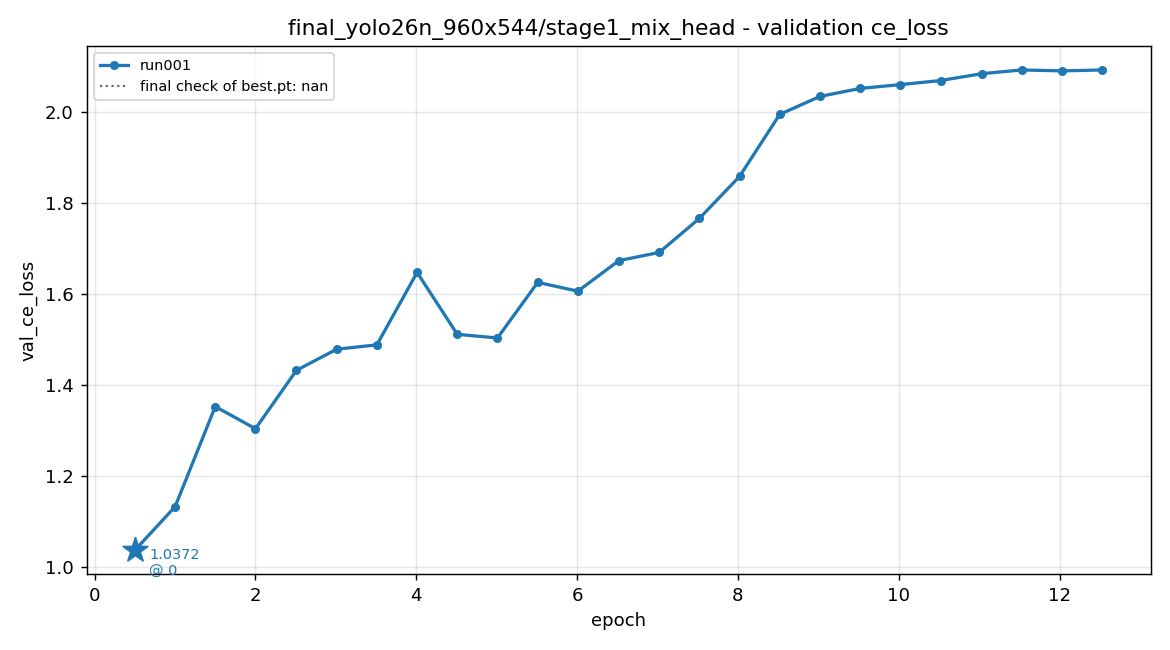 final_yolo26n_960x544/stage1_mix_head - validation ce_loss
run001
final check of best.pt: nan
2.0
1.8
1.6
1.4
1.2
1.0
val_ce_loss
1.0372
@ 0
0 2 4 6 8 10 12
epoch